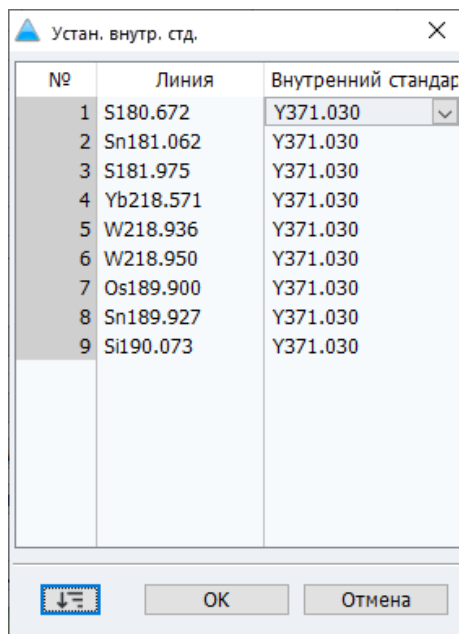 Устан. внутр. стд.
№ Линия Внутренний стандар
1 S180.672 Y371.030
2 Sn181.062 Y371.030
3 S181.975 Y371.030
4 Yb218.571 Y371.030
5 W218.936 Y371.030
6 W218.950 Y371.030
7 Os189.900 Y371.030
8 Sn189.927 Y371.030
9 Si190.073 Y371.030
OK Отмена